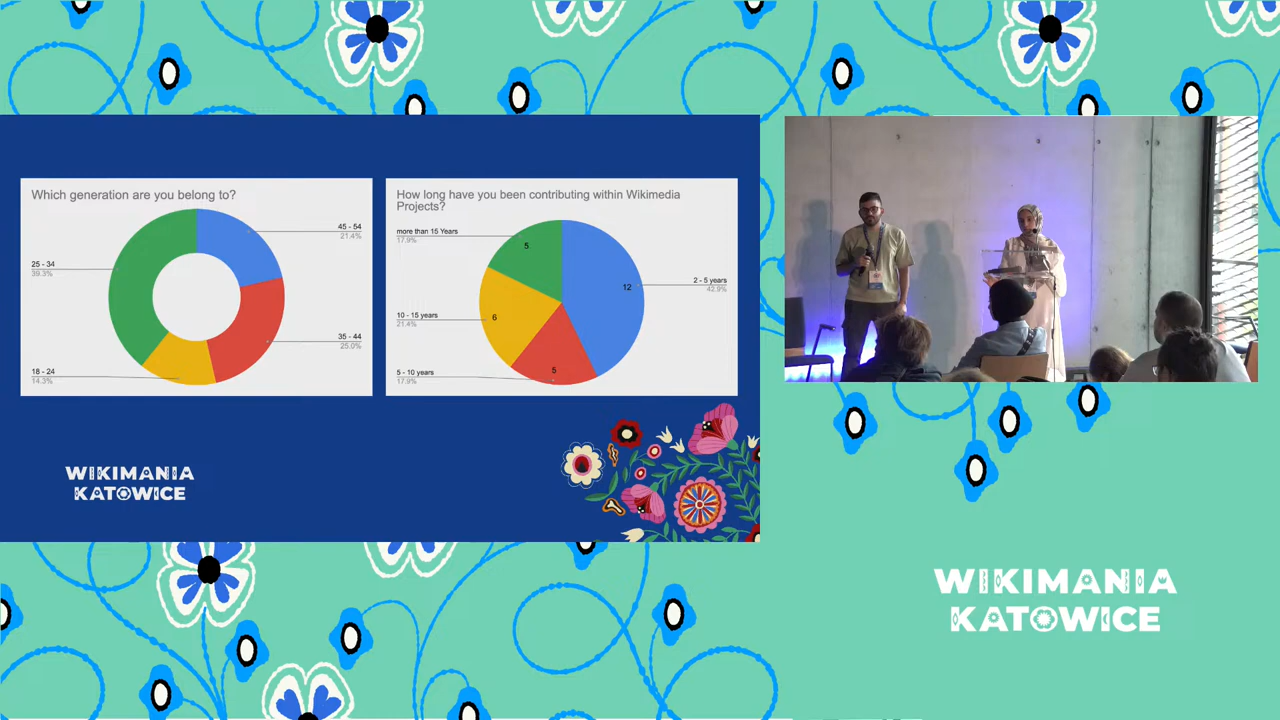 Which generation are you belong to?
45 - 54
21.4%
25 - 34
39.3%
35 - 44
25.0%
18 - 24
14.3%
How long have you been contributing within Wikimedia
Projects?
more than 15 Years
17.9%
5
2 - 5 years
42.9%
12
10 - 15 years
21.4%
6
5 - 10 years
17.9%
5
WIKIMANIA
KATOWICE
WIKIMANIA
KATOWICE